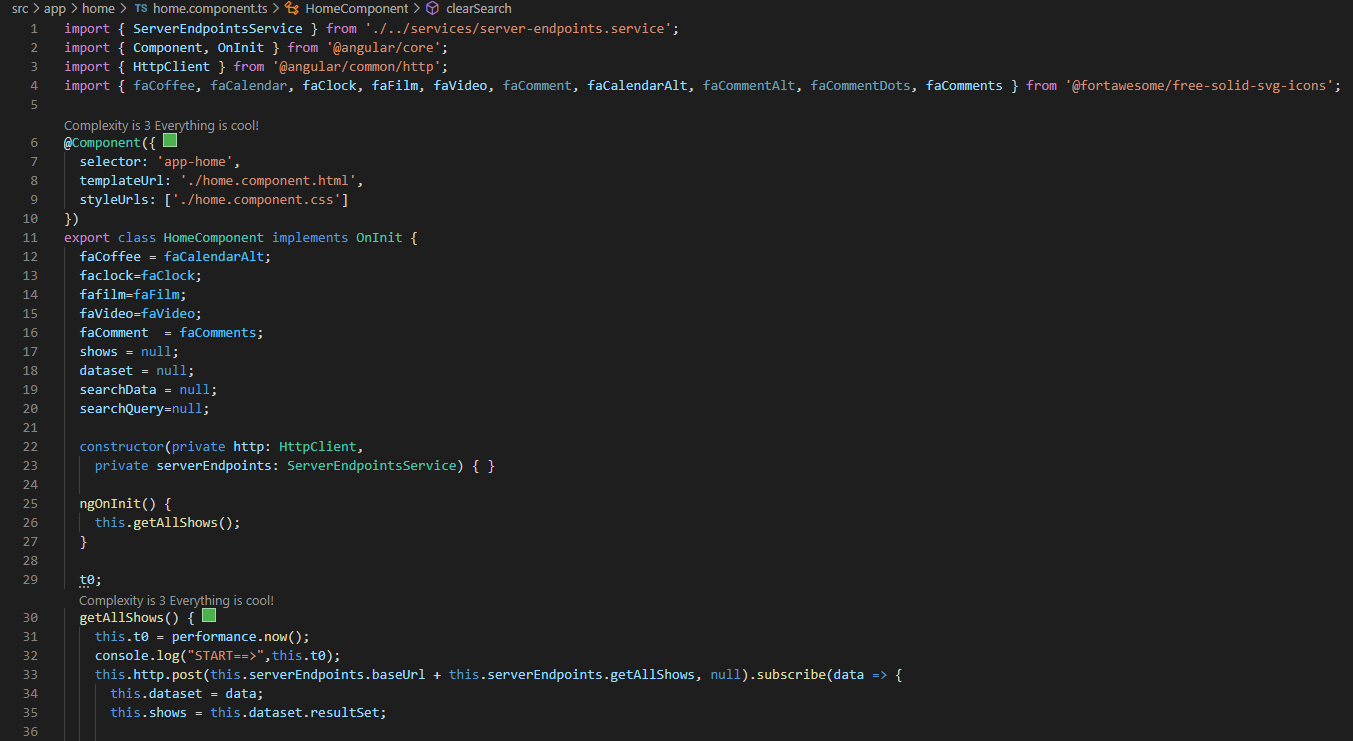 src > app > home > TS home.component.ts > HomeComponent > clearSearch
1 import { ServerEndpointsService } from './../services/server-endpoints.service';
2 import { Component, OnInit } from '@angular/core';
3 import { HttpClient } from '@angular/common/http';
4 import { faCoffee, faCalendar, faClock, faFilm, faVideo, faComment, faCalendarAlt, faCommentAlt, faCommentDots, faComments } from '@fortawesome/free-solid-svg-icons';
5
Complexity is 3 Everything is cool!
6 @Component({
7   selector: 'app-home',
8   templateUrl: './home.component.html',
9   styleUrls: ['./home.component.css']
10 })
11 export class HomeComponent implements OnInit {
12   faCoffee = faCalendarAlt;
13   faclock=faClock;
14   fafilm=faFilm;
15   faVideo=faVideo;
16   faComment  = faComments;
17   shows = null;
18   dataset = null;
19   searchData = null;
20   searchQuery=null;
21
22   constructor(private http: HttpClient,
23     private serverEndpoints: ServerEndpointsService) { }
24
25   ngOnInit() {
26     this.getAllShows();
27   }
28
29   t0;
Complexity is 3 Everything is cool!
30   getAllShows() {
31     this.t0 = performance.now();
32     console.log("START==>",this.t0);
33     this.http.post(this.serverEndpoints.baseUrl + this.serverEndpoints.getAllShows, null).subscribe(data => {
34       this.dataset = data;
35       this.shows = this.dataset.resultSet;
36